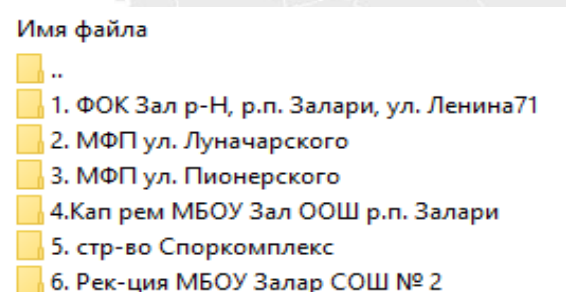 Имя файла
..
1. ФОК Зал р-Н, р.п. Залари, ул. Ленина71
2. МФП ул. Луначарского
3. МФП ул. Пионерского
4.Кап рем МБОУ Зал ООШ р.п. Залари
5. стр-во Споркомплекс
6. Рек-ция МБОУ Залар СОШ № 2